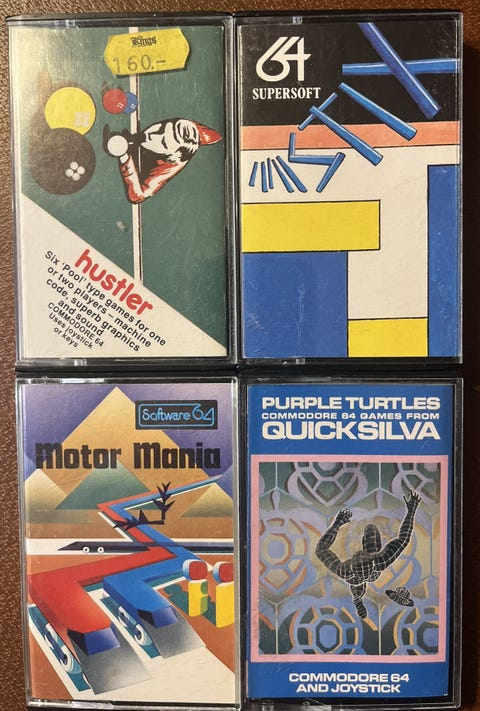 Kings
160.-
hustler
Six 'Pool' type games for one
or two players – machine
code, superb graphics
and sound
COMMODORE 64
Uses joystick
or keys
64
SUPERSOFT
Software 64
Motor Mania
PURPLE TURTLES
COMMODORE 64 GAMES FROM
QUICKSILVA
COMMODORE 64
AND JOYSTICK